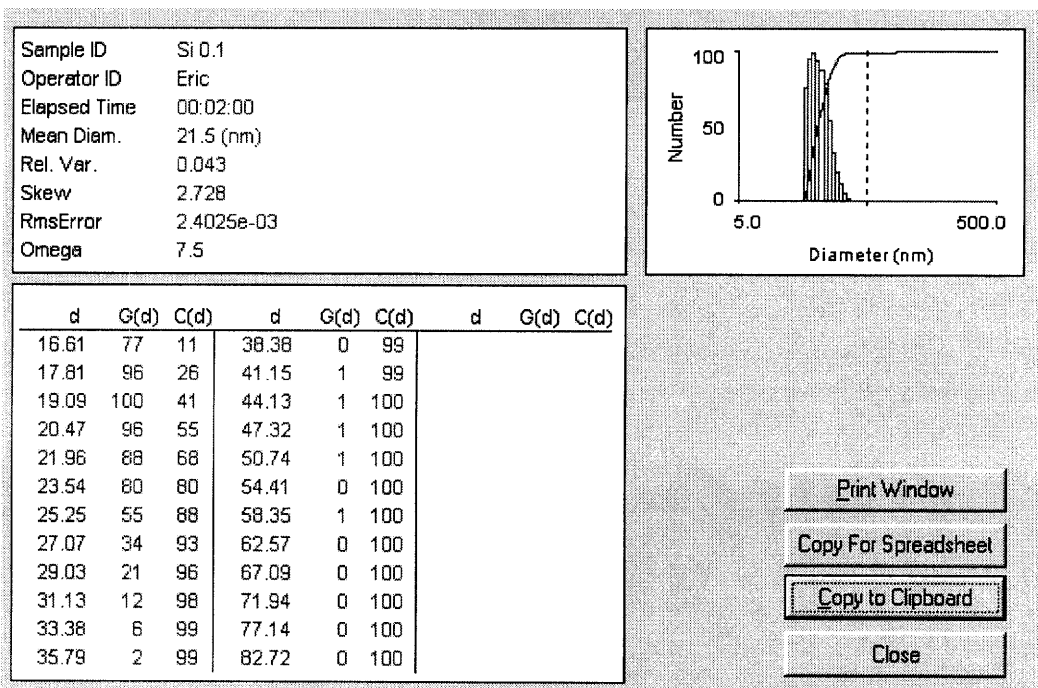 Sample ID Si 0.1
Operator ID Eric
Elapsed Time 00:02:00
Mean Diam. 21.5 (nm)
Rel. Var. 0.043
Skew 2.728
RmsError 2.4025e-03
Omega 7.5
100
50
0
Number
5.0 500.0
Diameter (nm)
d G(d) C(d) d G(d) C(d) d G(d) C(d)
16.61 77 11 38.38 0 99
17.81 96 26 41.15 1 99
19.09 100 41 44.13 1 100
20.47 96 55 47.32 1 100
21.96 88 68 50.74 1 100
23.54 80 80 54.41 0 100
25.25 55 88 58.35 1 100
27.07 34 93 62.57 0 100
29.03 21 96 67.09 0 100
31.13 12 98 71.94 0 100
33.38 6 99 77.14 0 100
35.79 2 99 82.72 0 100
Print Window
Copy For Spreadsheet
Copy to Clipboard
Close